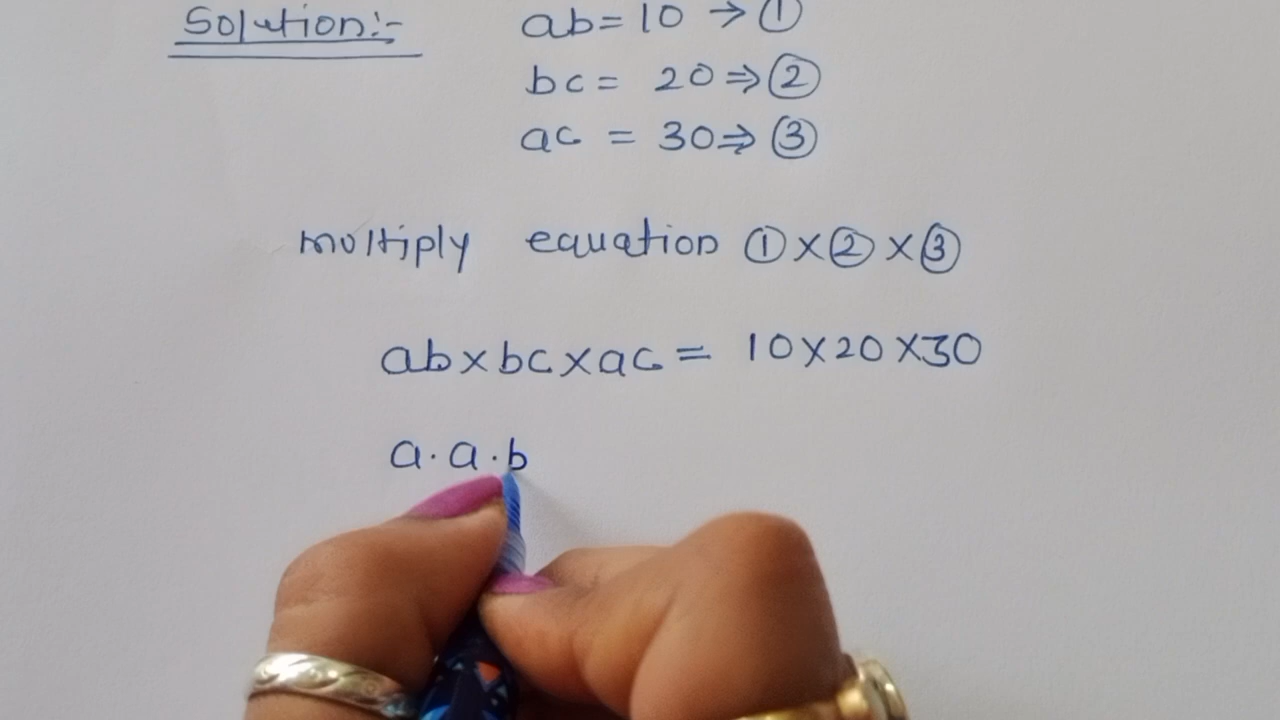 Solution:- ab = 10 → ①
bc = 20 ⇒ ②
ac = 30 ⇒ ③
multiply equation ① × ② × ③
ab × bc × ac = 10 × 20 × 30
a · a · b